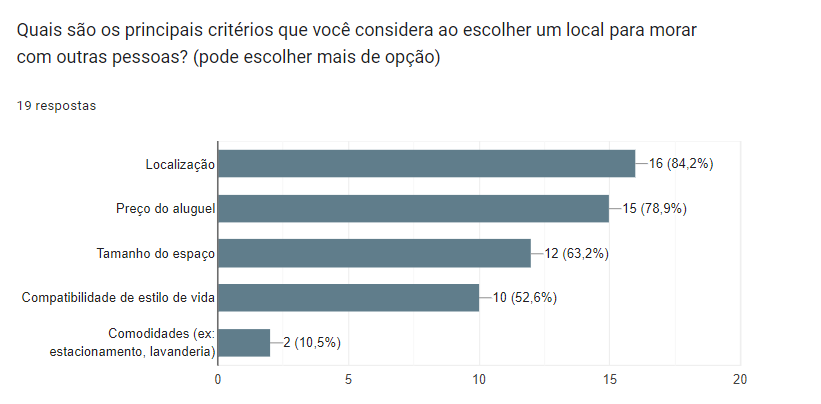 Quais são os principais critérios que você considera ao escolher um local para morar
com outras pessoas? (pode escolher mais de opção)
19 respostas
Localização
16 (84,2%)
Preço do aluguel
15 (78,9%)
Tamanho do espaço
12 (63,2%)
Compatibilidade de estilo de vida
10 (52,6%)
Comodidades (ex:
estacionamento, lavanderia)
2 (10,5%)
0 5 10 15 20